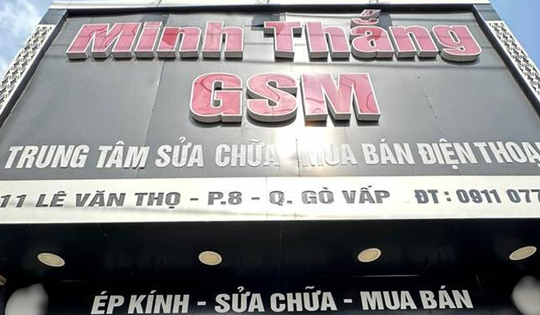 Minh Thắng
GSM
TRUNG TÂM SỬA CHỮA - MUA BÁN ĐIỆN THOẠI
11 LÊ VĂN THỌ - P.8 - Q. GÒ VẤP ĐT : 0911 077
ÉP KÍNH - SỬA CHỮA - MUA BÁN